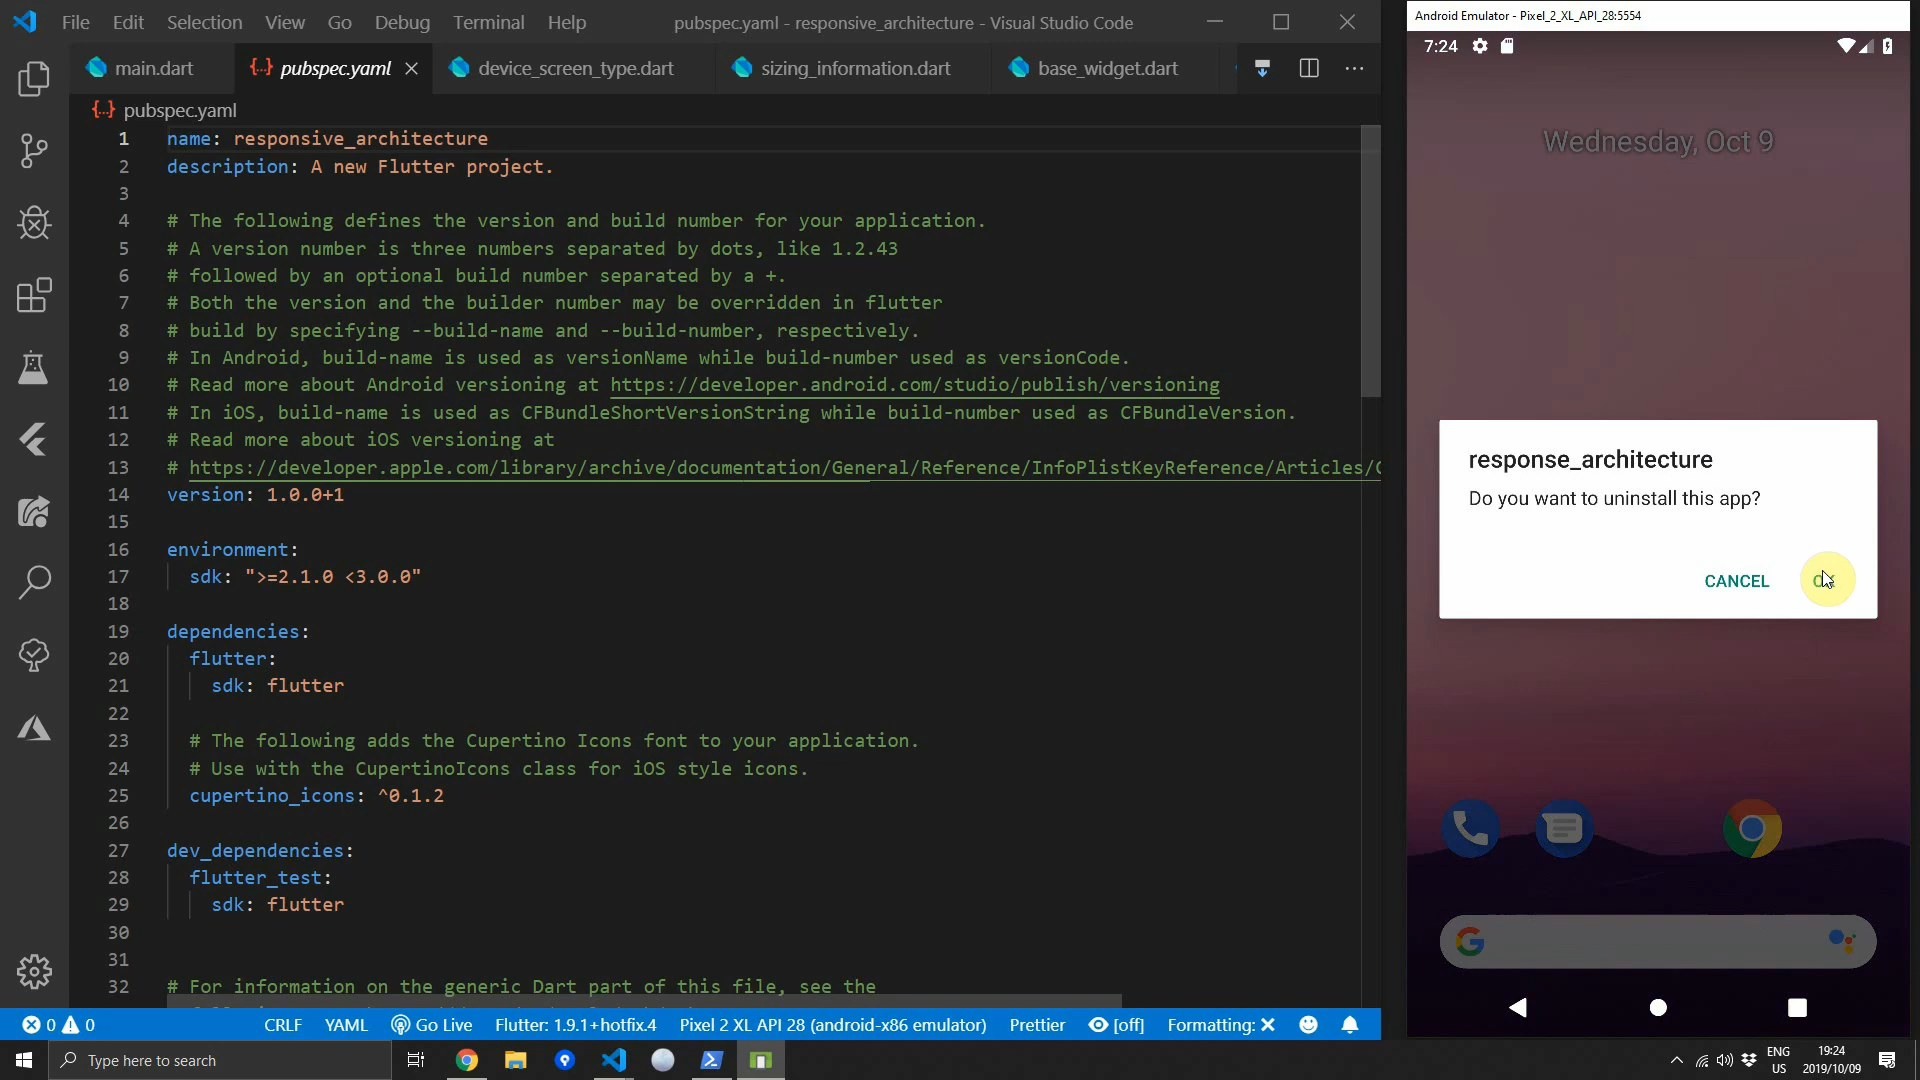 File Edit Selection View Go Debug Terminal Help
pubspec.yaml - responsive_architecture - Visual Studio Code
main.dart
{..} pubspec.yaml
device_screen_type.dart
sizing_information.dart
base_widget.dart
{..} pubspec.yaml
1 name: responsive_architecture
2 description: A new Flutter project.
3
4 # The following defines the version and build number for your application.
5 # A version number is three numbers separated by dots, like 1.2.43
6 # followed by an optional build number separated by a +.
7 # Both the version and the builder number may be overridden in flutter
8 # build by specifying --build-name and --build-number, respectively.
9 # In Android, build-name is used as versionName while build-number used as versionCode.
10 # Read more about Android versioning at https://developer.android.com/studio/publish/versioning
11 # In iOS, build-name is used as CFBundleShortVersionString while build-number used as CFBundleVersion.
12 # Read more about iOS versioning at
13 # https://developer.apple.com/library/archive/documentation/General/Reference/InfoPlistKeyReference/Articles/
14 version: 1.0.0+1
15
16 environment:
17 sdk: ">=2.1.0 <3.0.0"
18
19 dependencies:
20 flutter:
21 sdk: flutter
22
23 # The following adds the Cupertino Icons font to your application.
24 # Use with the CupertinoIcons class for iOS style icons.
25 cupertino_icons: ^0.1.2
26
27 dev_dependencies:
28 flutter_test:
29 sdk: flutter
30
31
32 # For information on the generic Dart part of this file, see the
0 0 CRLF YAML Go Live Flutter: 1.9.1+hotfix.4 Pixel 2 XL API 28 (android-x86 emulator) Prettier [off] Formatting: ✕
Android Emulator - Pixel_2_XL_API_28:5554
7:24
Wednesday, Oct 9
response_architecture
Do you want to uninstall this app?
CANCEL
OK
Type here to search
ENG
US
19:24
2019/10/09